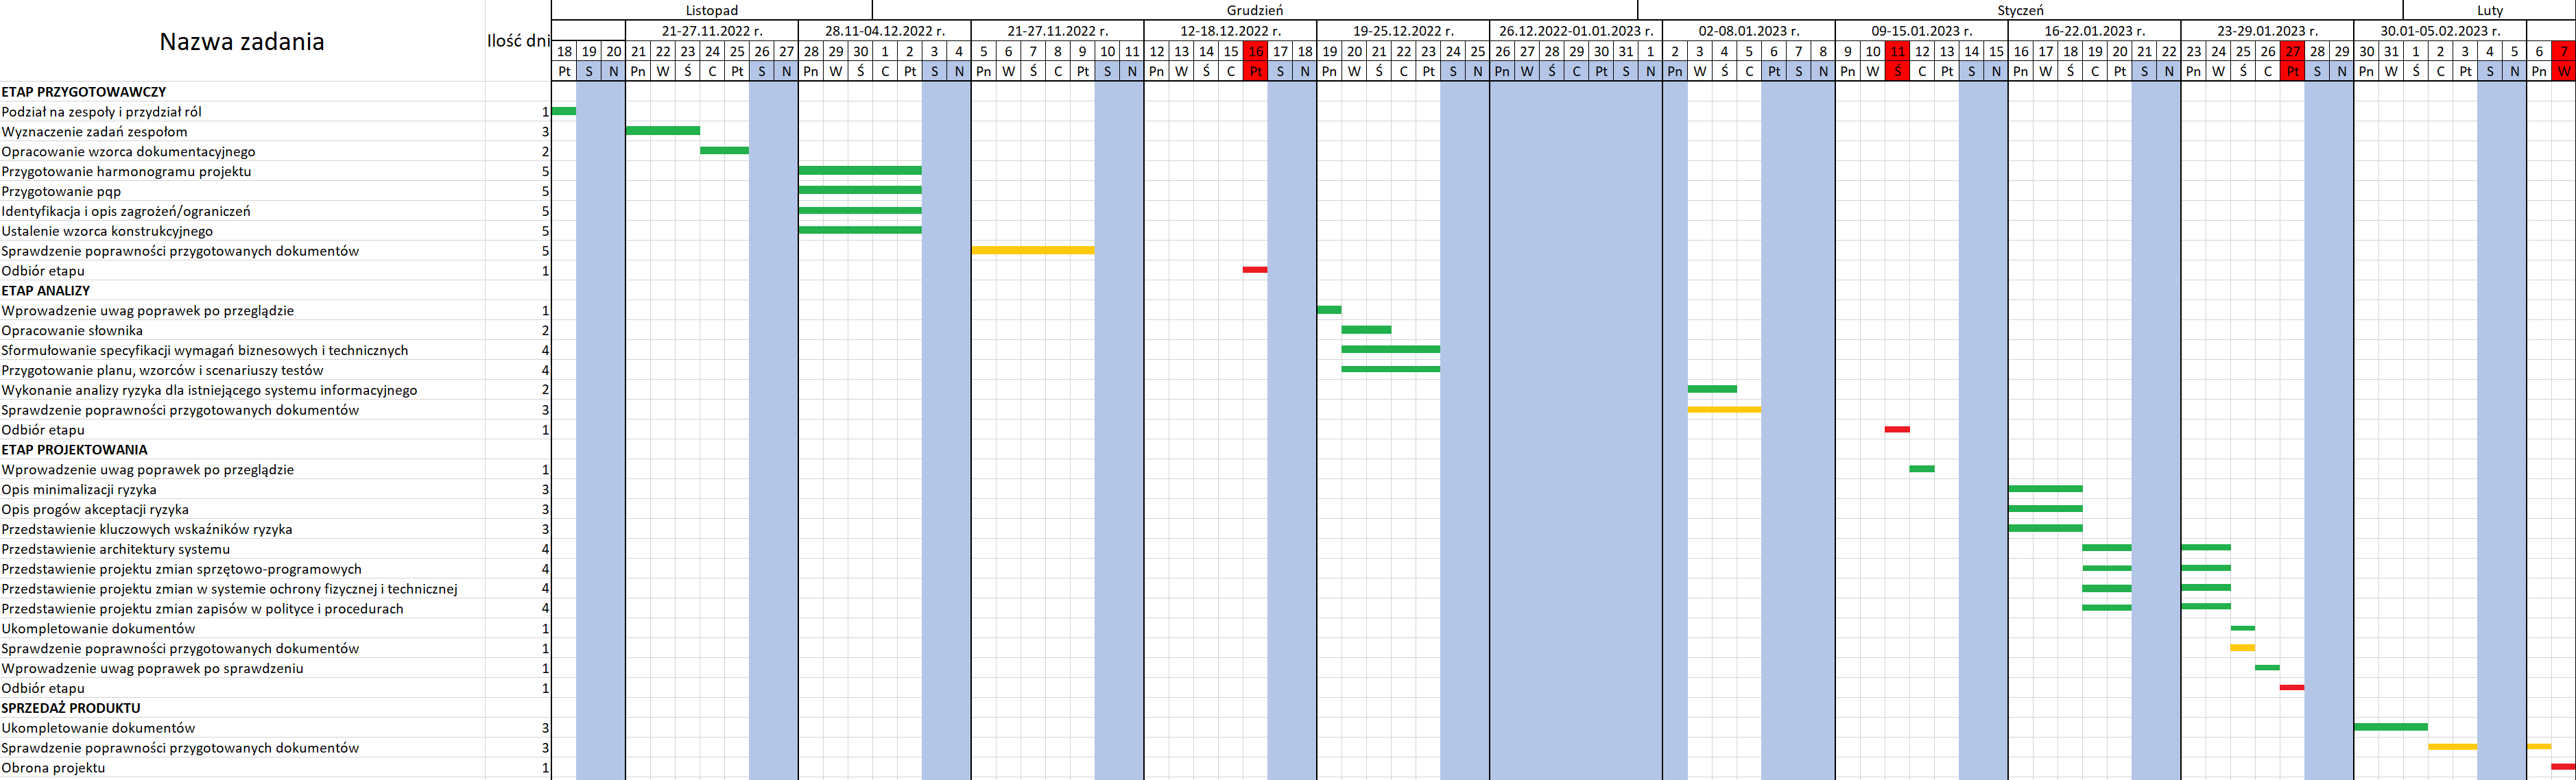 Listopad Grudzień Styczeń Luty
Nazwa zadania Ilość dni 21-27.11.2022 r. 28.11-04.12.2022 r. 21-27.11.2022 r. 12-18.12.2022 r. 19-25.12.2022 r. 26.12.2022-01.01.2023 r. 02-08.01.2023 r. 09-15.01.2023 r. 16-22.01.2023 r. 23-29.01.2023 r. 30.01-05.02.2023 r.
18 19 20 21 22 23 24 25 26 27 28 29 30 1 2 3 4 5 6 7 8 9 10 11 12 13 14 15 16 17 18 19 20 21 22 23 24 25 26 27 28 29 30 31 1 2 3 4 5 6 7 8 9 10 11 12 13 14 15 16 17 18 19 20 21 22 23 24 25 26 27 28 29 30 31 1 2 3 4 5 6 7
Pt S N Pn W Ś C Pt S N Pn W Ś C Pt S N Pn W Ś C Pt S N Pn W Ś C Pt S N Pn W Ś C Pt S N Pn W Ś C Pt S N Pn W Ś C Pt S N Pn W Ś C Pt S N Pn W Ś C Pt S N Pn W Ś C Pt S N Pn W Ś C Pt S N Pn W
ETAP PRZYGOTOWAWCZY
Podział na zespoły i przydział ról 1
Wyznaczenie zadań zespołom 3
Opracowanie wzorca dokumentacyjnego 2
Przygotowanie harmonogramu projektu 5
Przygotowanie pqp 5
Identyfikacja i opis zagrożeń/ograniczeń 5
Ustalenie wzorca konstrukcyjnego 5
Sprawdzenie poprawności przygotowanych dokumentów 5
Odbiór etapu 1
ETAP ANALIZY
Wprowadzenie uwag poprawek po przeglądzie 1
Opracowanie słownika 2
Sformułowanie specyfikacji wymagań biznesowych i technicznych 4
Przygotowanie planu, wzorców i scenariuszy testów 4
Wykonanie analizy ryzyka dla istniejącego systemu informacyjnego 2
Sprawdzenie poprawności przygotowanych dokumentów 3
Odbiór etapu 1
ETAP PROJEKTOWANIA
Wprowadzenie uwag poprawek po przeglądzie 1
Opis minimalizacji ryzyka 3
Opis progów akceptacji ryzyka 3
Przedstawienie kluczowych wskaźników ryzyka 3
Przedstawienie architektury systemu 4
Przedstawienie projektu zmian sprzętowo-programowych 4
Przedstawienie projektu zmian w systemie ochrony fizycznej i technicznej 4
Przedstawienie projektu zmian zapisów w polityce i procedurach 4
Ukompletowanie dokumentów 1
Sprawdzenie poprawności przygotowanych dokumentów 1
Wprowadzenie uwag poprawek po sprawdzeniu 1
Odbiór etapu 1
SPRZEDAŻ PRODUKTU
Ukompletowanie dokumentów 3
Sprawdzenie poprawności przygotowanych dokumentów 3
Obrona projektu 1